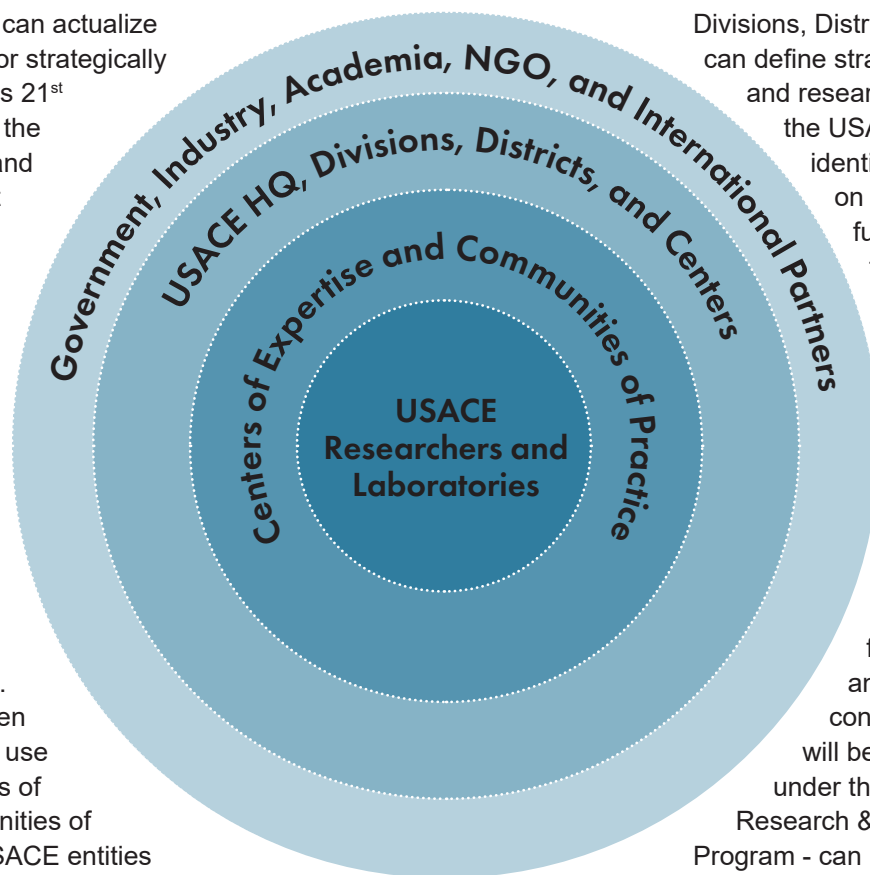 can actualize
or strategically
s 21st
the
and
.
en
use
s of
nities of
SACE entities
Government, Industry, Academia, NGO, and International Partners
USACE HQ, Divisions, Districts, and Centers
Centers of Expertise and Communities of Practice
USACE
Researchers and
Laboratories
Divisions, Distr
can define stra
and resear
the USA
identi
on
fu
f
an
con
will be
under th
Research &
Program - can